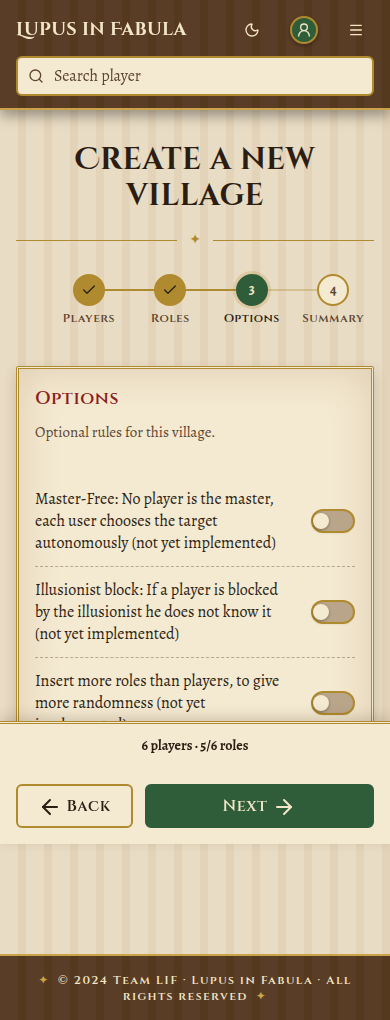 Lupus in Fabula
Search player
Create a new
village
3
4
Players
Roles
Options
Summary
Options
Optional rules for this village.
Master-Free: No player is the master,
each user chooses the target
autonomously (not yet implemented)
Illusionist block: If a player is blocked
by the illusionist he does not know it
(not yet implemented)
Insert more roles than players, to give
more randomness (not yet
6 players · 5/6 roles
Back
Next
© 2024 Team LIF · Lupus in Fabula · All
rights reserved